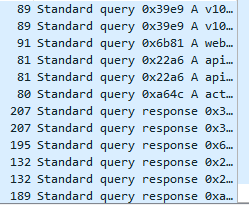 89 Standard query 0x39e9 A v10…
89 Standard query 0x39e9 A v10…
91 Standard query 0x6b81 A web…
81 Standard query 0x22a6 A api…
81 Standard query 0x22a6 A api…
80 Standard query 0xa64c A act…
207 Standard query response 0x3…
207 Standard query response 0x3…
195 Standard query response 0x6…
132 Standard query response 0x2…
132 Standard query response 0x2…
189 Standard query response 0xa…